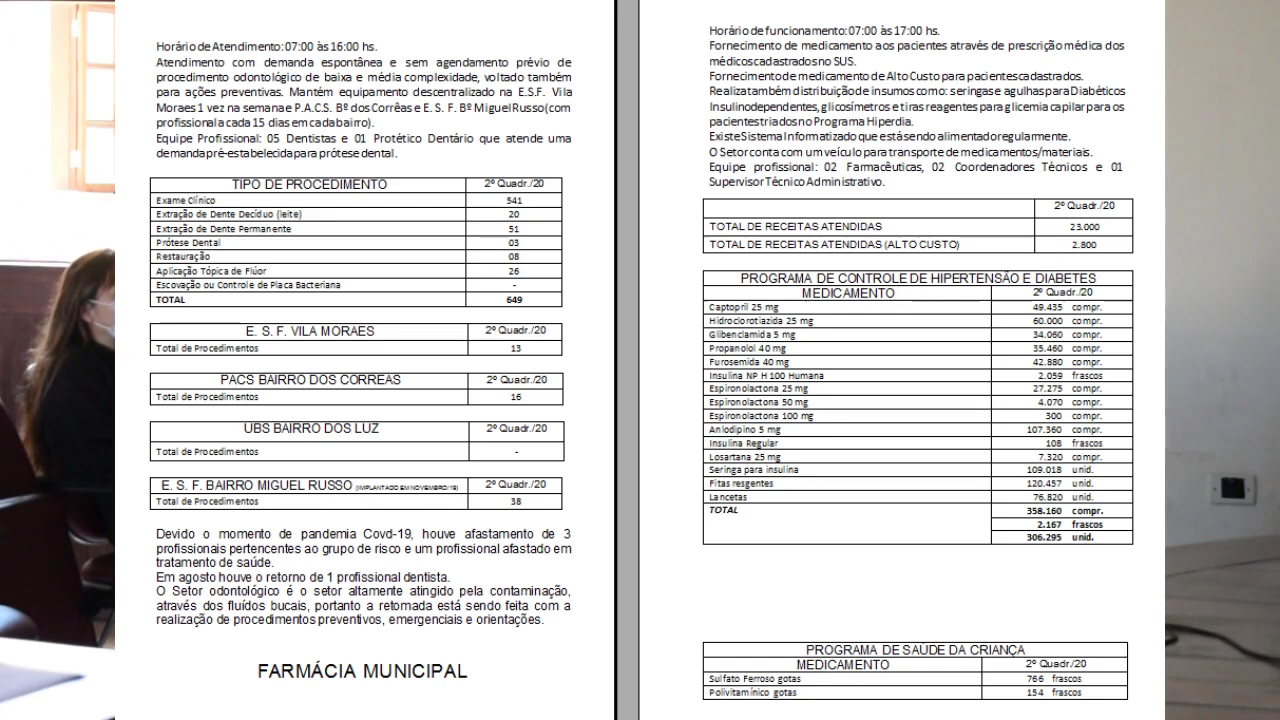 Horário de Atendimento: 07:00 às 16:00 hs.
Atendimento com demanda espontânea e sem agendamento prévio de
procedimento odontológico de baixa e média complexidade, voltado também
para ações preventivas. Mantém equipamento descentralizado na E.S.F. Vila
Moraes 1 vez na semana e P.A.C.S. Bº dos Corrêas e E. S. F. Bº Miguel Russo (com
profissional a cada 15 dias em cada bairro).
Equipe Profissional: 05 Dentistas e 01 Protético Dentário que atende uma
demanda pré-estabelecida para prótese dental.
TIPO DE PROCEDIMENTO 2º Quadr./20
Exame Clínico 541
Extração de Dente Decíduo (leite) 20
Extração de Dente Permanente 51
Prótese Dental 03
Restauração 08
Aplicação Tópica de Flúor 26
Escovação ou Controle de Placa Bacteriana -
TOTAL 649
E. S. F. VILA MORAES 2º Quadr./20
Total de Procedimentos 13
PACS BAIRRO DOS CORREAS 2º Quadr./20
Total de Procedimentos 16
UBS BAIRRO DOS LUZ 2º Quadr./20
Total de Procedimentos -
E. S. F. BAIRRO MIGUEL RUSSO (IMPLANTADO EM NOVEMBRO/19) 2º Quadr./20
Total de Procedimentos 38
Devido o momento de pandemia Covd-19, houve afastamento de 3
profissionais pertencentes ao grupo de risco e um profissional afastado em
tratamento de saúde.
Em agosto houve o retorno de 1 profissional dentista.
O Setor odontológico é o setor altamente atingido pela contaminação,
através dos fluídos bucais, portanto a retomada está sendo feita com a
realização de procedimentos preventivos, emergenciais e orientações.
FARMÁCIA MUNICIPAL
Horário de funcionamento: 07:00 às 17:00 hs.
Fornecimento de medicamento aos pacientes através de prescrição médica dos
médicos cadastrados no SUS.
Fornecimento de medicamento de Alto Custo para pacientes cadastrados.
Realiza também distribuição de insumos como: seringas e agulhas para Diabéticos
Insulinodependentes, glicosímetros e tiras reagentes para glicemia capilar para os
pacientes triados no Programa Hiperdia.
Existe Sistema Informatizado que está sendo alimentado regularmente.
O Setor conta com um veículo para transporte de medicamentos/materiais.
Equipe profissional: 02 Farmacêuticas, 02 Coordenadores Técnicos e 01
Supervisor Técnico Administrativo.
2º Quadr./20
TOTAL DE RECEITAS ATENDIDAS 23.000
TOTAL DE RECEITAS ATENDIDAS (ALTO CUSTO) 2.800
PROGRAMA DE CONTROLE DE HIPERTENSÃO E DIABETES
MEDICAMENTO 2º Quadr./20
Captopril 25 mg 49.435 compr.
Hidroclorotiazida 25 mg 60.000 compr.
Glibenclamida 5 mg 34.060 compr.
Propanolol 40 mg 35.460 compr.
Furosemida 40 mg 42.880 compr.
Insulina NP H 100 Humana 2.059 frascos
Espironolactona 25 mg 27.275 compr.
Espironolactona 50 mg 4.070 compr.
Espironolactona 100 mg 300 compr.
Anlodipino 5 mg 107.360 compr.
Insulina Regular 108 frascos
Losartana 25 mg 7.320 compr.
Seringa para insulina 109.018 unid.
Fitas resgentes 120.457 unid.
Lancetas 76.820 unid.
TOTAL 358.160 compr.
2.167 frascos
306.295 unid.
PROGRAMA DE SAÚDE DA CRIANÇA
MEDICAMENTO 2º Quadr./20
Sulfato Ferroso gotas 766 frascos
Polivitamínico gotas 154 frascos